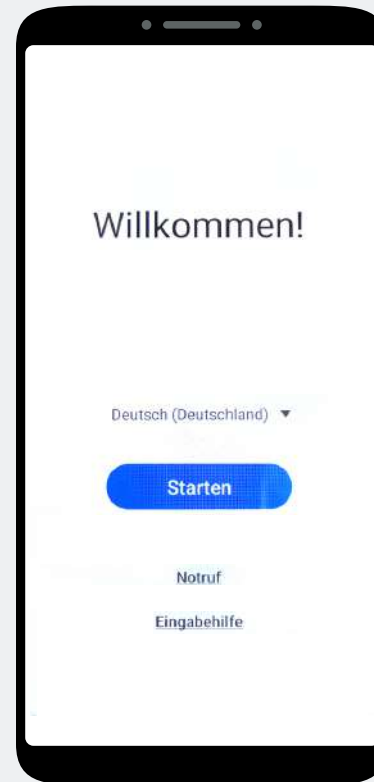 Willkommen!
Deutsch (Deutschland)
Starten
Notruf
Eingabehilfe